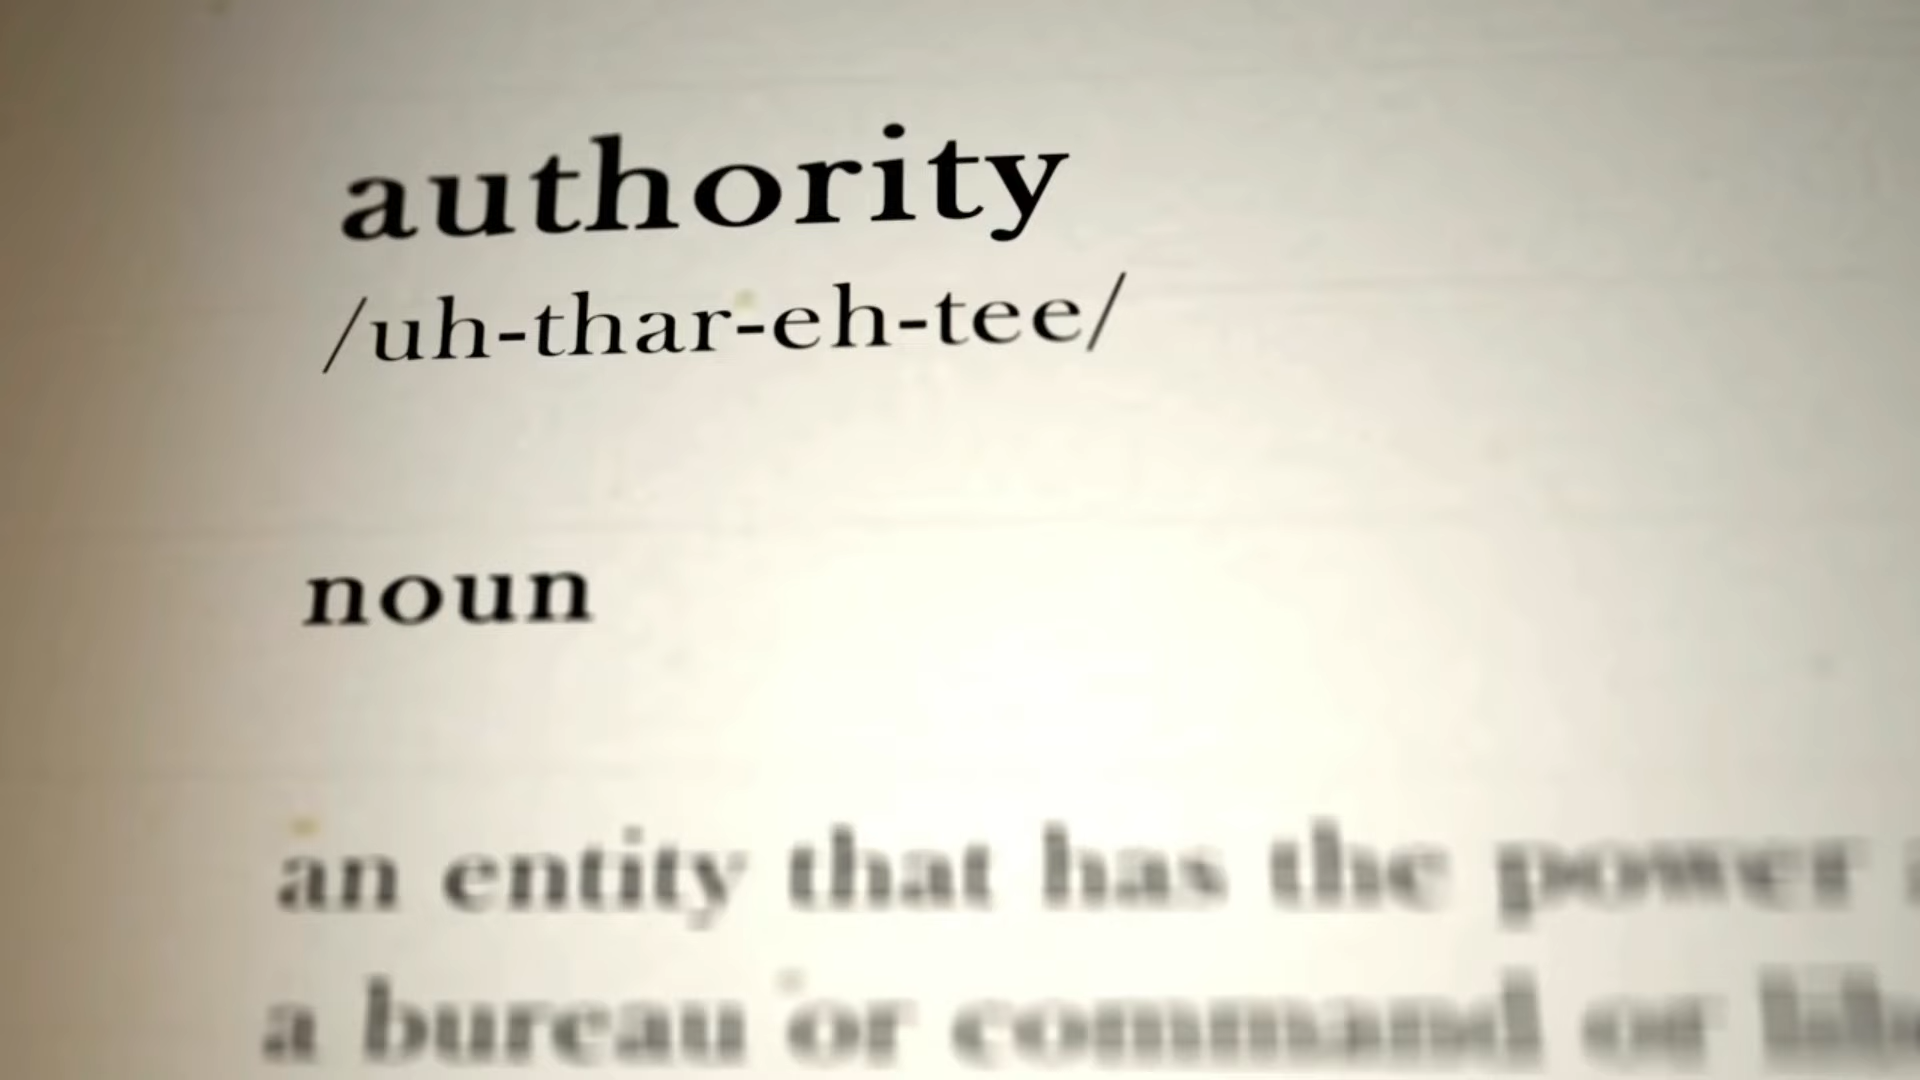 authority
/uh-thar-eh-tee/
noun
an entity that has the power
a bureau or command or